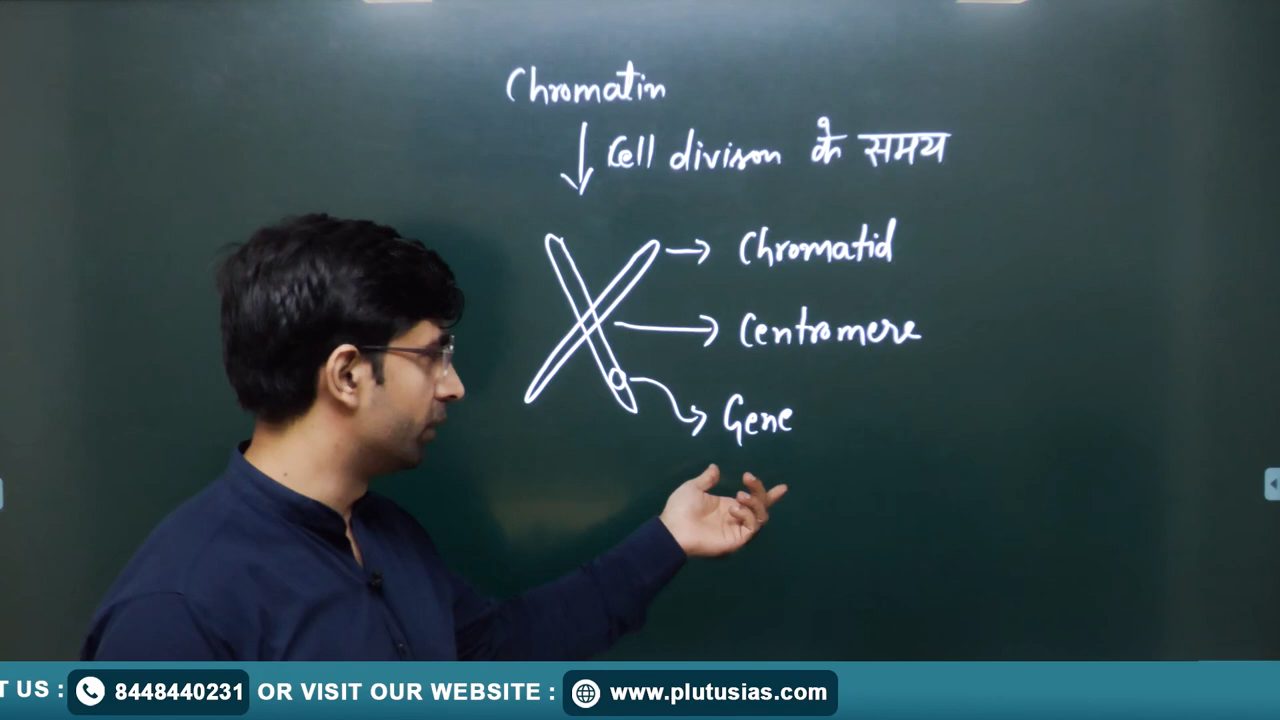 Chromatin
Cell divison के समय
Chromatid
Centromere
Gene
T US : 8448440231 OR VISIT OUR WEBSITE : www.plutusias.com